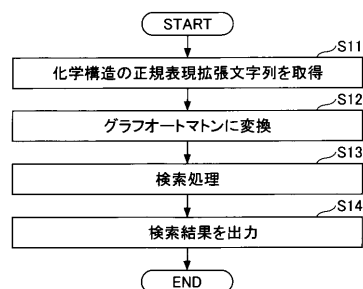 START
S11
化学構造の正規表現拡張文字列を取得
S12
グラフオートマトンに変換
S13
検索処理
S14
検索結果を出力
END